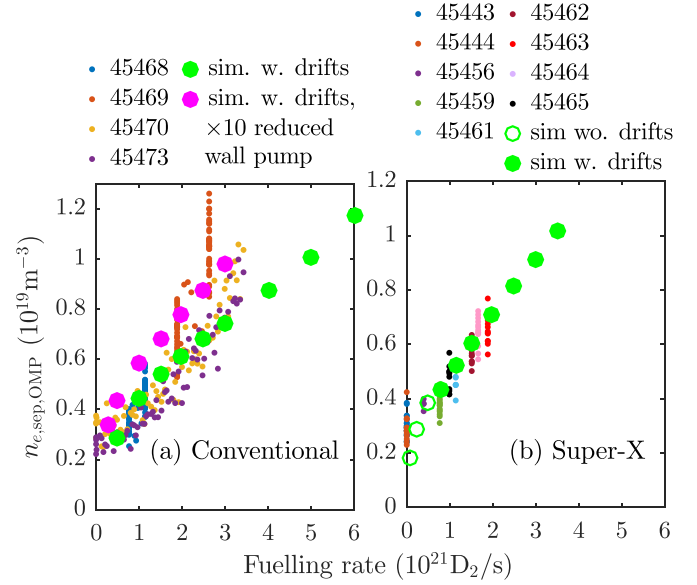 45468 sim. w. drifts
45469 sim. w. drifts,
45470 ×10 reduced
45473 wall pump
45443 45462
45444 45463
45456 45464
45459 45465
45461 sim wo. drifts
sim w. drifts
n_{e,sep,OMP} (10^{19}m^{−3})
1.2
1
0.8
0.6
0.4
0.2
0
0 1 2 3 4 5 6
(a) Conventional
1.2
1
0.8
0.6
0.4
0.2
0
0 1 2 3 4 5 6
(b) Super-X
Fuelling rate (10^{21}D_2/s)